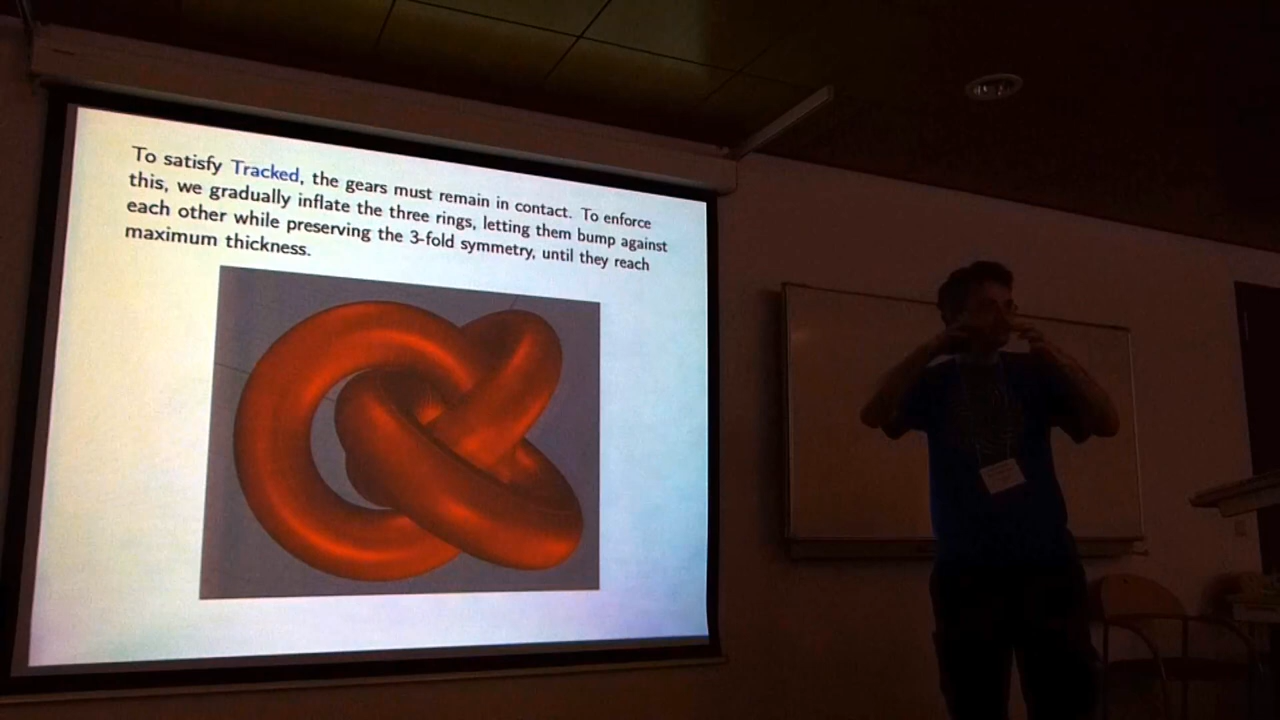 To satisfy Tracked, the gears must remain in contact. To enforce
this, we gradually inflate the three rings, letting them bump against
each other while preserving the 3-fold symmetry, until they reach
maximum thickness.